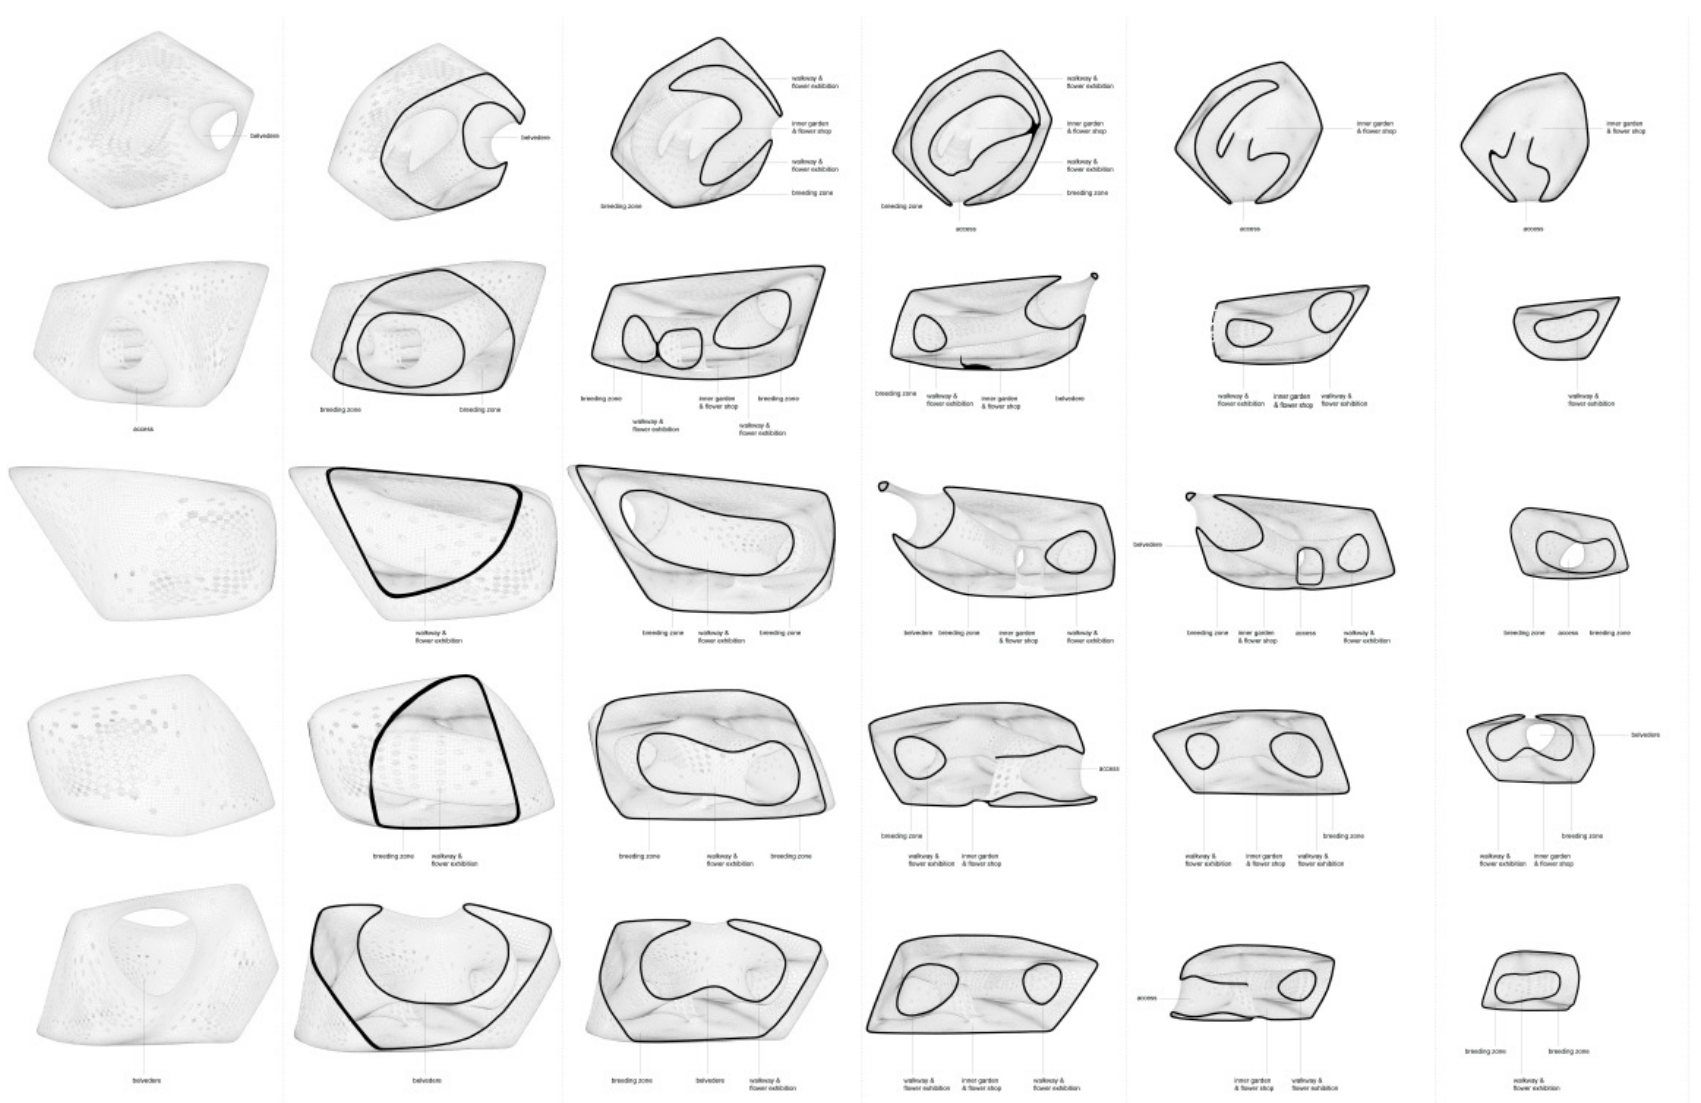 belvedere
belvedere
walkway &
flower exhibition
inner garden
& flower shop
walkway &
flower exhibition
breeding zone
breeding zone
walkway &
flower exhibition
inner garden
& flower shop
walkway &
flower exhibition
breeding zone
breeding zone
access
inner garden
& flower shop
access
inner garden
& flower shop
access
access
breeding zone
breeding zone
breeding zone
walkway &
flower exhibition
inner garden
& flower shop
walkway &
flower exhibition
breeding zone
breeding zone
walkway &
flower exhibition
inner garden
& flower shop
belvedere
walkway &
flower exhibition
inner garden
& flower shop
walkway &
flower exhibition
walkway &
flower exhibition
walkway &
flower exhibition
breeding zone
walkway &
flower exhibition
breeding zone
belvedere
breeding zone
inner garden
& flower shop
walkway &
flower exhibition
belvedere
breeding zone
inner garden
& flower shop
access
walkway &
flower exhibition
breeding zone
access
breeding zone
breeding zone
walkway &
flower exhibition
breeding zone
walkway &
flower exhibition
breeding zone
access
breeding zone
walkway &
flower exhibition
inner garden
& flower shop
breeding zone
walkway &
flower exhibition
inner garden
& flower shop
walkway &
flower exhibition
belvedere
breeding zone
walkway &
flower exhibition
inner garden
& flower shop
belvedere
belvedere
breeding zone
belvedere
walkway &
flower exhibition
walkway &
flower exhibition
inner garden
& flower shop
walkway &
flower exhibition
access
inner garden
& flower shop
walkway &
flower exhibition
breeding zone
breeding zone
walkway &
flower exhibition